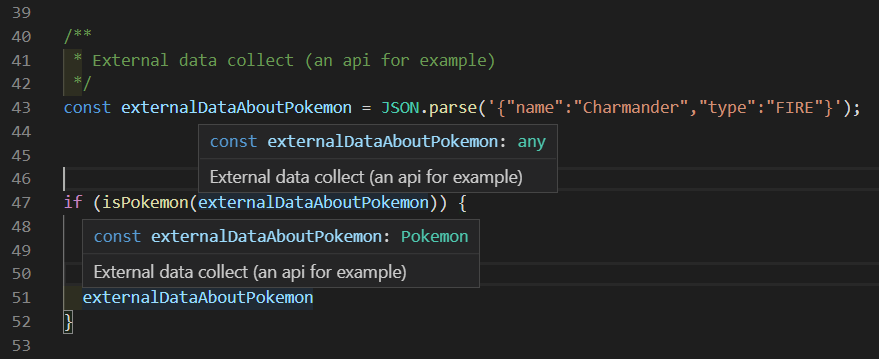 39
40 /**
41  * External data collect (an api for example)
42  */
43 const externalDataAboutPokemon = JSON.parse('{"name":"Charmander","type":"FIRE"}');
44
const externalDataAboutPokemon: any
45
46
External data collect (an api for example)
47 if (isPokemon(externalDataAboutPokemon)) {
48
const externalDataAboutPokemon: Pokemon
49
50
External data collect (an api for example)
51   externalDataAboutPokemon
52 }
53